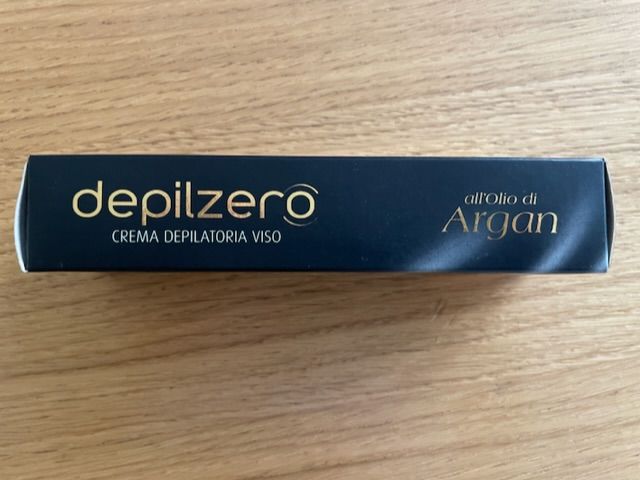 depilzero
CREMA DEPILATORIA VISO
all'Olio di
Argan